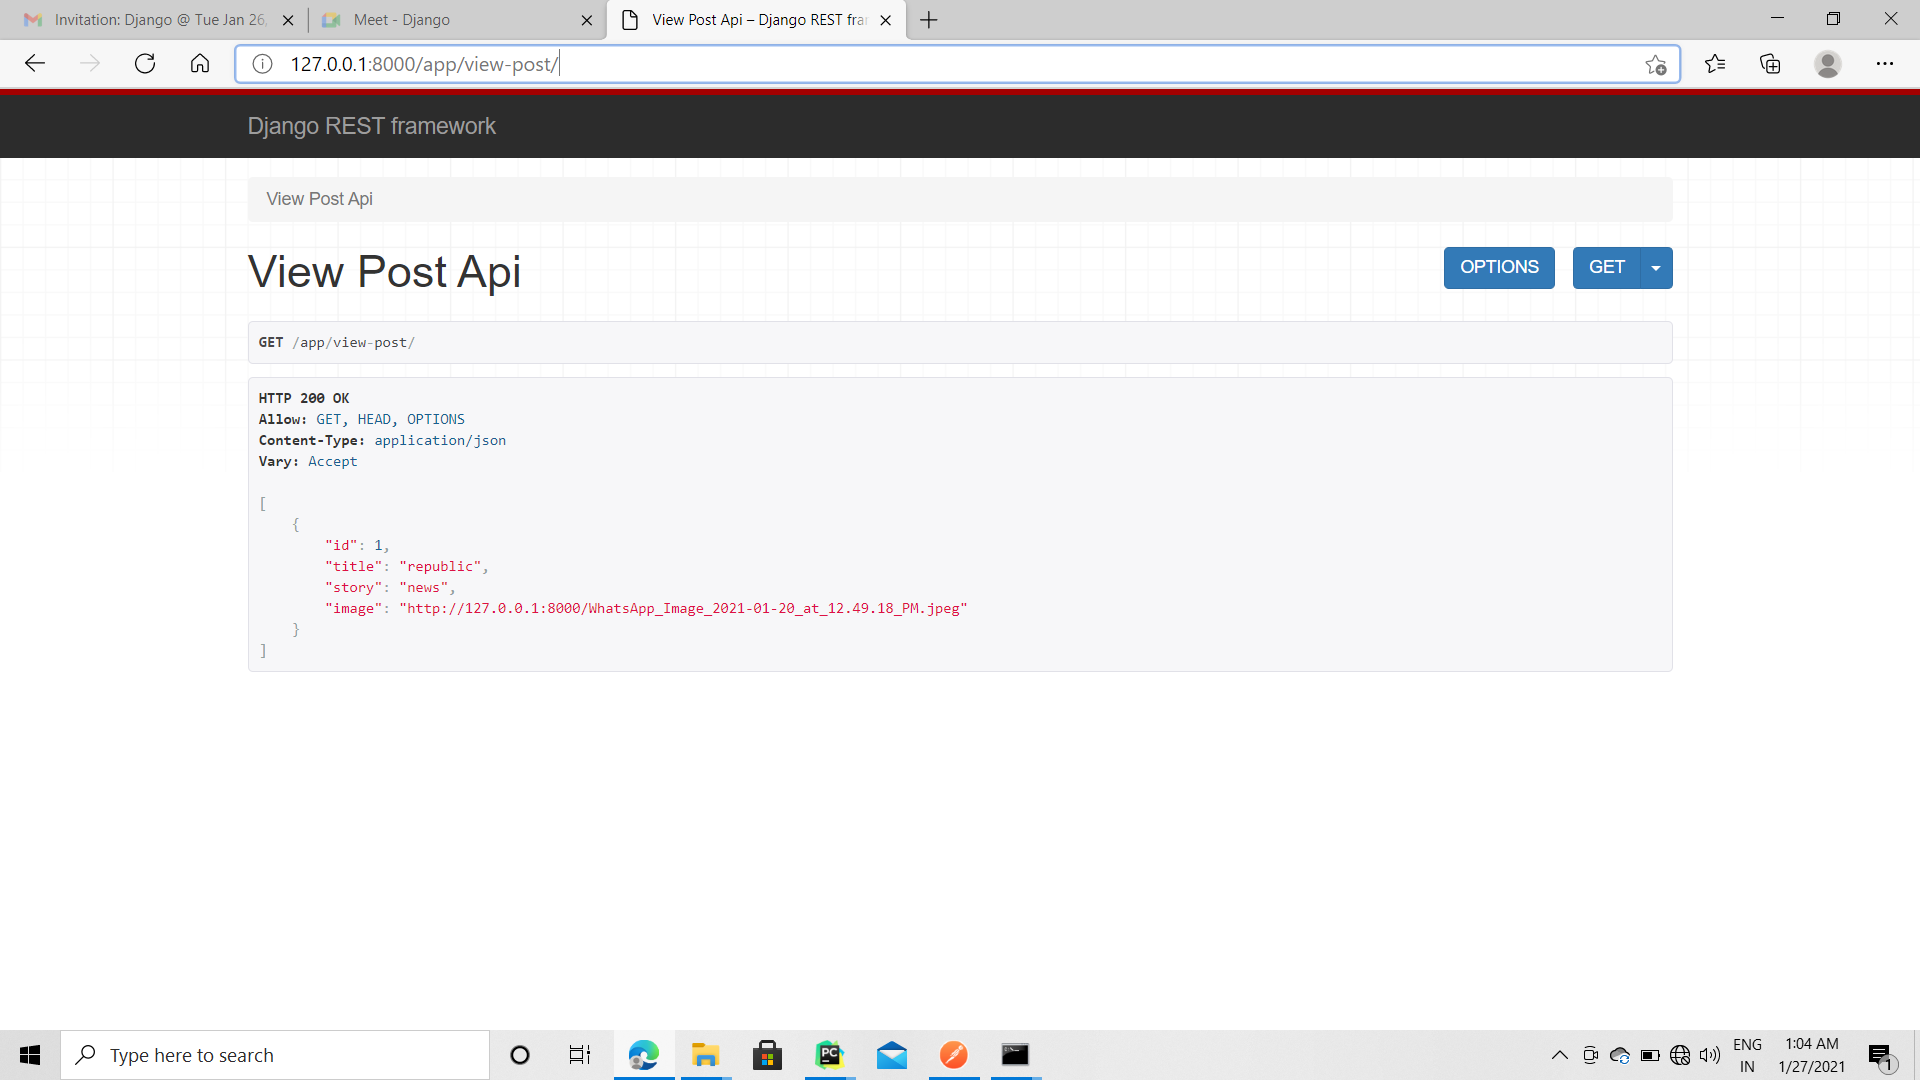 Invitation: Django @ Tue Jan 26,
Meet - Django
View Post Api – Django REST fra
127.0.0.1:8000/app/view-post/
Django REST framework
View Post Api
View Post Api
OPTIONS
GET
GET /app/view-post/
HTTP 200 OK
Allow: GET, HEAD, OPTIONS
Content-Type: application/json
Vary: Accept
[
    {
        "id": 1,
        "title": "republic",
        "story": "news",
        "image": "http://127.0.0.1:8000/WhatsApp_Image_2021-01-20_at_12.49.18_PM.jpeg"
    }
]
Type here to search
PC
ENG
IN
1:04 AM
1/27/2021
1